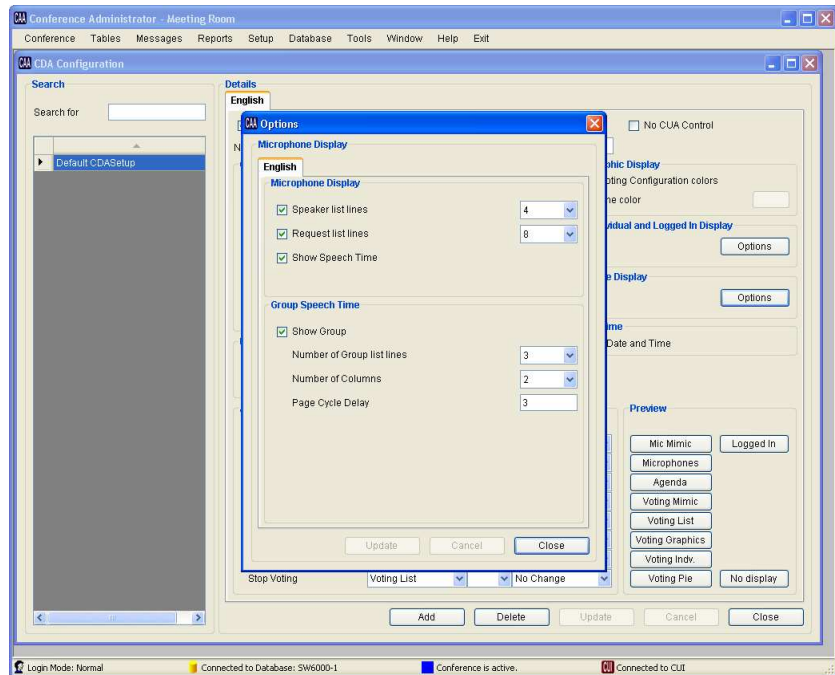 CAA Conference Administrator - Meeting Room
Conference Tables Messages Reports Setup Database Tools Window Help Exit
CAA CDA Configuration
Search
Search for
Default CDASetup
Details
English
No CUA Control
phic Display
oting Configuration colors
ne color
vidual and Logged In Display
Options
e Display
Options
ime
Date and Time
CAA Options
Microphone Display
English
Microphone Display
Speaker list lines 4
Request list lines 8
Show Speech Time
Group Speech Time
Show Group
Number of Group list lines 3
Number of Columns 2
Page Cycle Delay 3
Update Cancel Close
Preview
Mic Mimic Logged In
Microphones
Agenda
Voting Mimic
Voting List
Voting Graphics
Voting Indv.
Voting Pie No display
Stop Voting Voting List No Change
Add Delete Update Cancel Close
Login Mode: Normal Connected to Database: SW6000-1 Conference is active. CUI Connected to CUI